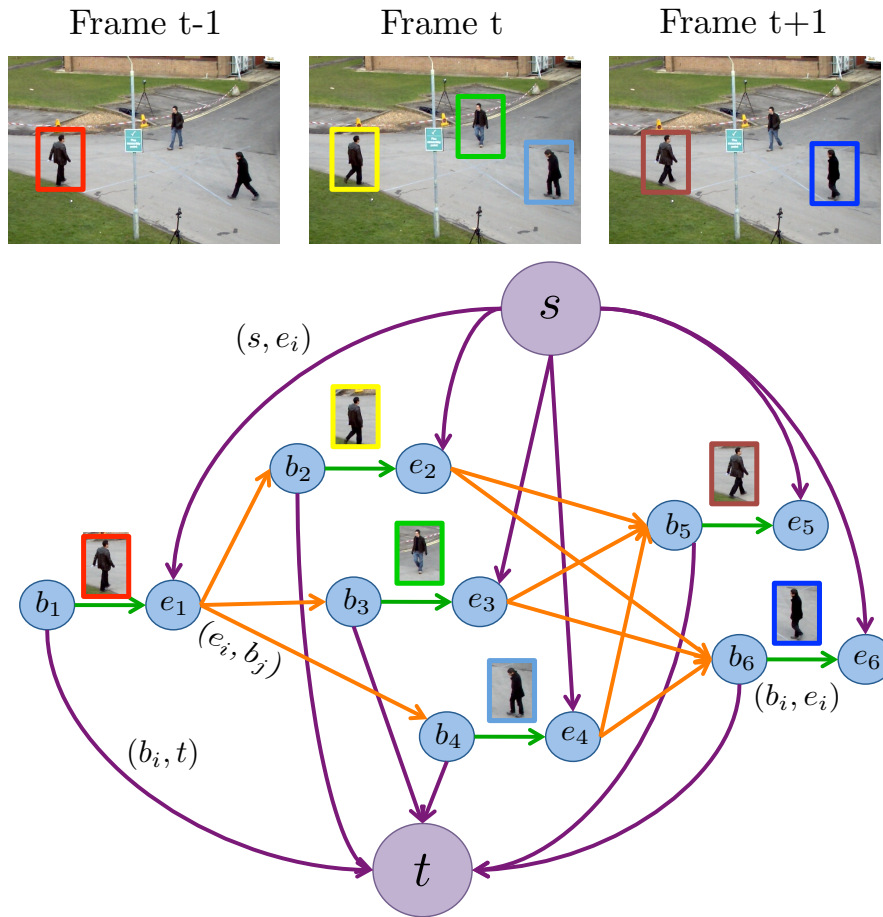 Frame t-1 Frame t Frame t+1
s
(s, e_i)
b_2 e_2
b_5 e_5
b_1 e_1 b_3 e_3
(e_i, b_j)
b_6 e_6
(b_i, e_i)
b_4 e_4
(b_i, t)
t